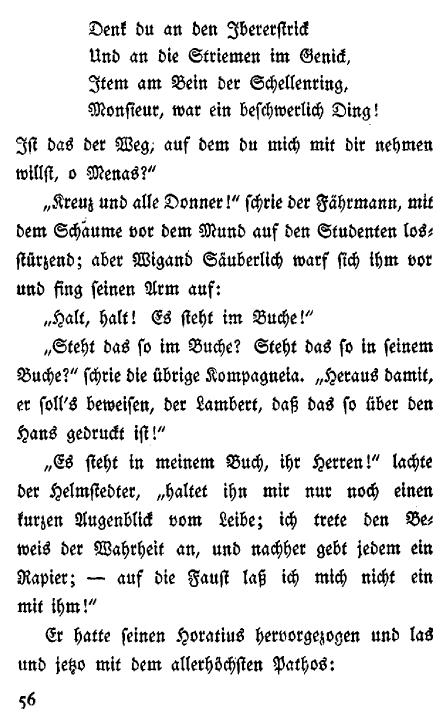 Denk du an den Ibererstrick
Und an die Striemen im Genick,
Item am Bein der Schellenring,
Monsieur, war ein beschwerlich Ding!
Ist das der Weg, auf dem du mich mit dir nehmen
willst, o Menas?“
„Kreuz und alle Donner!“ schrie der Fährmann, mit
dem Schaume vor dem Mund auf den Studenten los-
stürzend; aber Wigand Säuberlich warf sich ihm vor
und fing seinen Arm auf:
„Halt, halt! Es steht im Buche!“
„Steht das so im Buche? Steht das so in seinem
Buche?“ schrie die übrige Kompagneia. „Heraus damit,
er soll's beweisen, der Lambert, daß das so über den
Hans gedruckt ist!“
„Es steht in meinem Buch, ihr Herren!“ lachte
der Helmstedter, „haltet ihn mir nur noch einen
kurzen Augenblick vom Leibe; ich trete den Be-
weis der Wahrheit an, und nachher gebt jedem ein
Rapier; — auf die Faust laß ich mich nicht ein
mit ihm!“
Er hatte seinen Horatius hervorgezogen und las
und jetzo mit dem allerhöchsten Pathos:
56